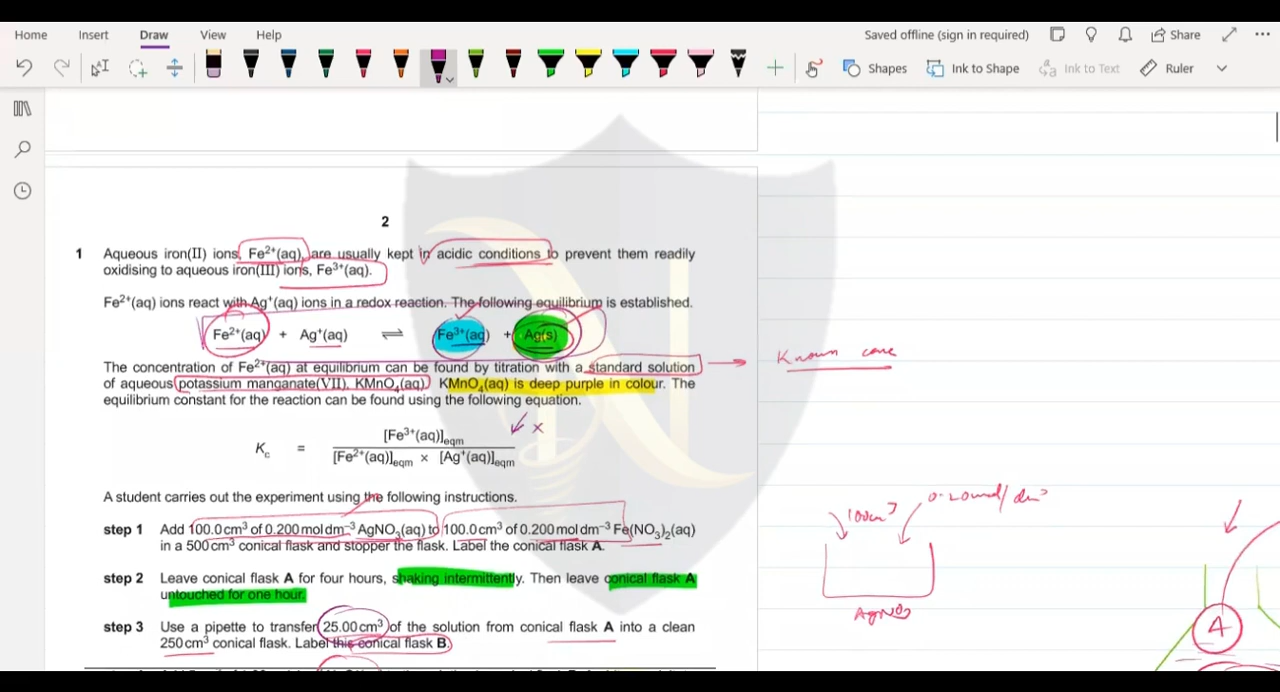 Home Insert Draw View Help Saved offline (sign in required) Share
Shapes Ink to Shape Ink to Text Ruler
2
1 Aqueous iron(II) ions, Fe²⁺(aq), are usually kept in acidic conditions to prevent them readily
oxidising to aqueous iron(III) ions, Fe³⁺(aq).
Fe²⁺(aq) ions react with Ag⁺(aq) ions in a redox reaction. The following equilibrium is established.
Fe²⁺(aq) + Ag⁺(aq) ⇌ Fe³⁺(aq) + Ag(s)
The concentration of Fe²⁺(aq) at equilibrium can be found by titration with a standard solution
of aqueous potassium manganate(VII), KMnO₄(aq). KMnO₄(aq) is deep purple in colour. The
equilibrium constant for the reaction can be found using the following equation.
Known conc
x
[Fe³⁺(aq)]eqm
Kc =
[Fe²⁺(aq)]eqm × [Ag⁺(aq)]eqm
A student carries out the experiment using the following instructions.
step 1 Add 100.0 cm³ of 0.200 mol dm⁻³ AgNO₃(aq) to 100.0 cm³ of 0.200 mol dm⁻³ Fe(NO₃)₂(aq)
in a 500 cm³ conical flask and stopper the flask. Label the conical flask A.
step 2 Leave conical flask A for four hours, shaking intermittently. Then leave conical flask A
untouched for one hour.
step 3 Use a pipette to transfer 25.00 cm³ of the solution from conical flask A into a clean
250 cm³ conical flask. Label this conical flask B.
100cm³
0.20mol/dm³
AgNO₃
A